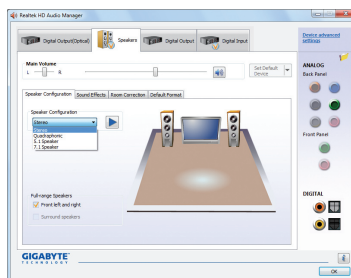 Realtek HD Audio Manager
Digital Output(Optical)
Speakers
Digital Output
Digital Input
Device advanced settings
Main Volume
L
R
Set Default Device
ANALOG
Back Panel
Speaker Configuration
Sound Effects
Room Correction
Default Format
Speaker Configuration
Stereo
Stereo
Quadraphonic
5.1 Speaker
7.1 Speaker
Front Panel
Full-range Speakers
Front left and right
Surround speakers
DIGITAL
GIGABYTE
TECHNOLOGY
OK